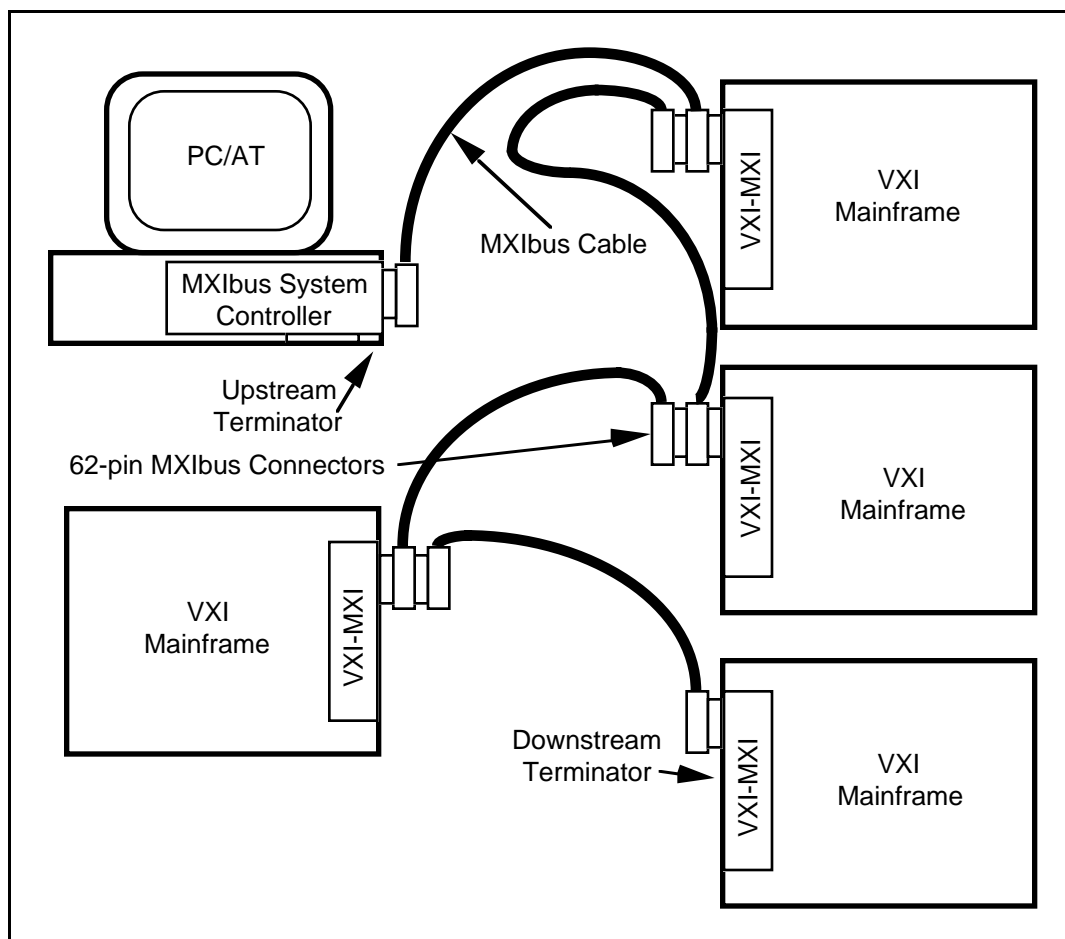 PC/AT
MXIbus System
Controller
Upstream
Terminator
MXIbus Cable
VXI-MXI
VXI
Mainframe
62-pin MXIbus Connectors
VXI-MXI
VXI
Mainframe
VXI
Mainframe
VXI-MXI
Downstream
Terminator
VXI-MXI
VXI
Mainframe